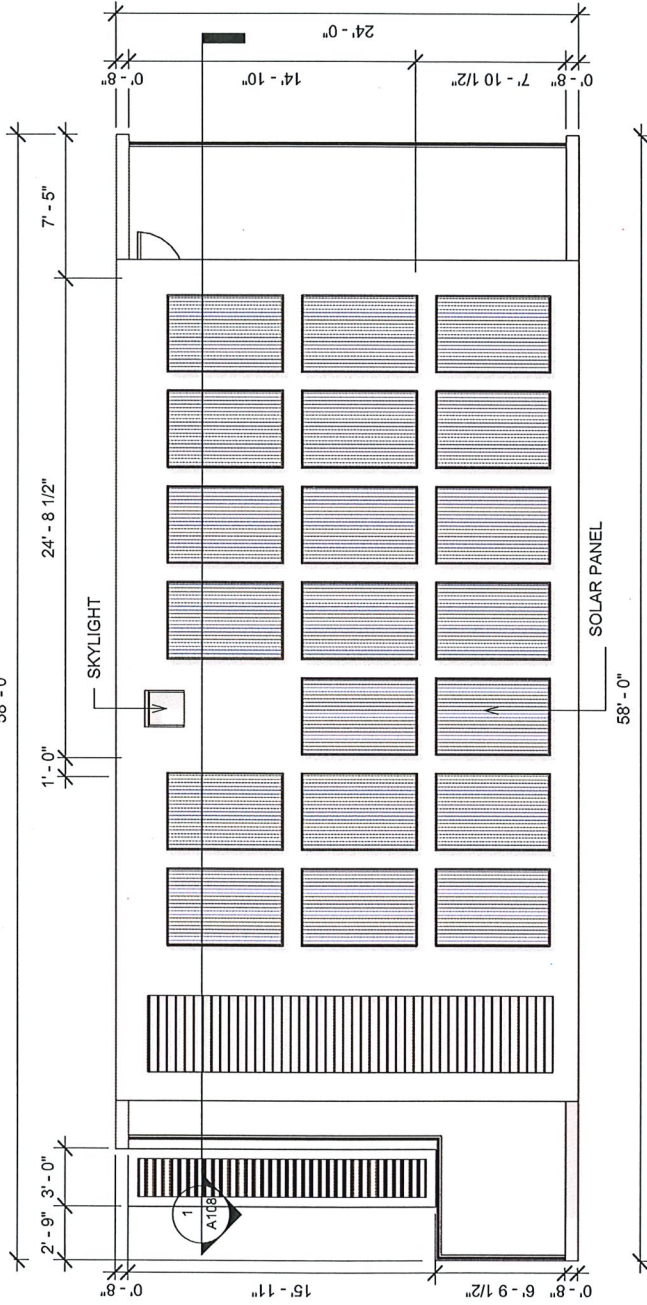 58' - 0"
7' - 5"
24' - 8 1/2"
1' - 0"
3' - 0"
2' - 9"
24' - 0"
0' - 8"
14' - 10"
7' - 10 1/2"
0' - 8"
SKYLIGHT
SOLAR PANEL
1
A108
0' - 8"
15' - 11"
6' - 9 1/2"
0' - 8"
58' - 0"